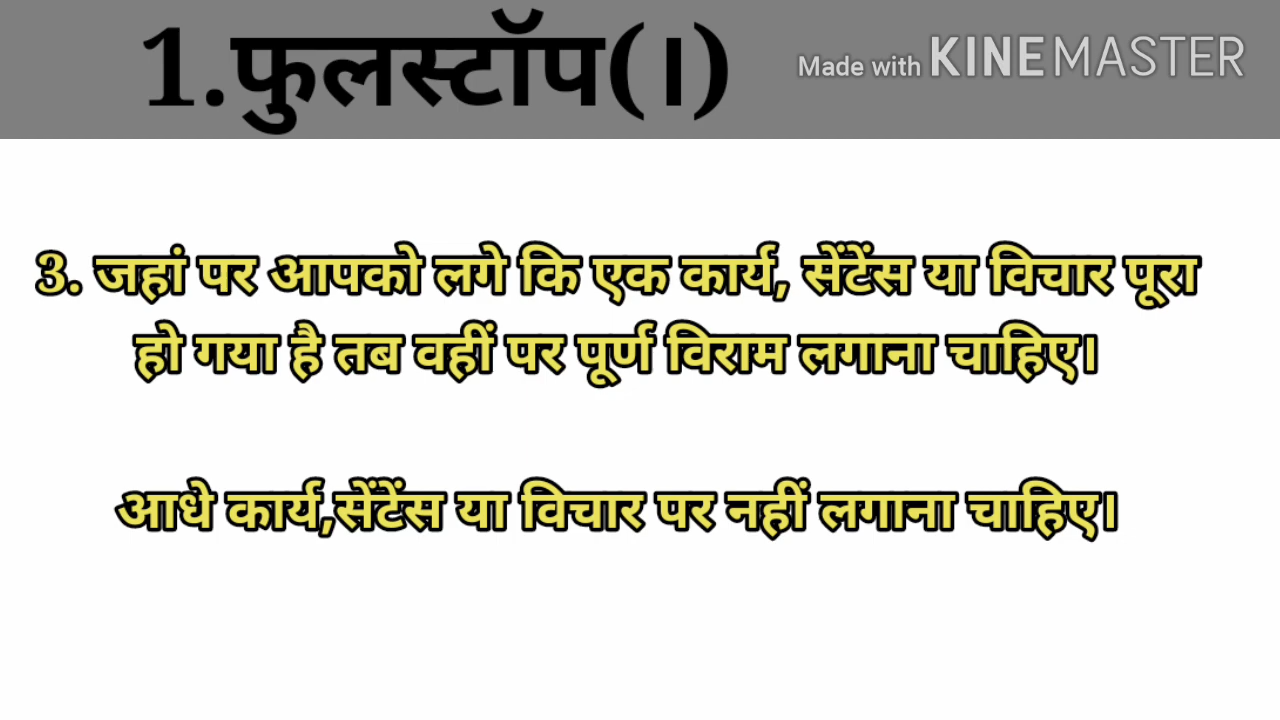 1.फुलस्टॉप(।)
Made with KINEMASTER
3. जहां पर आपको लगे कि एक कार्य, सेंटेंस या विचार पूरा
हो गया है तब वहीं पर पूर्ण विराम लगाना चाहिए।
आधे कार्य,सेंटेंस या विचार पर नहीं लगाना चाहिए।